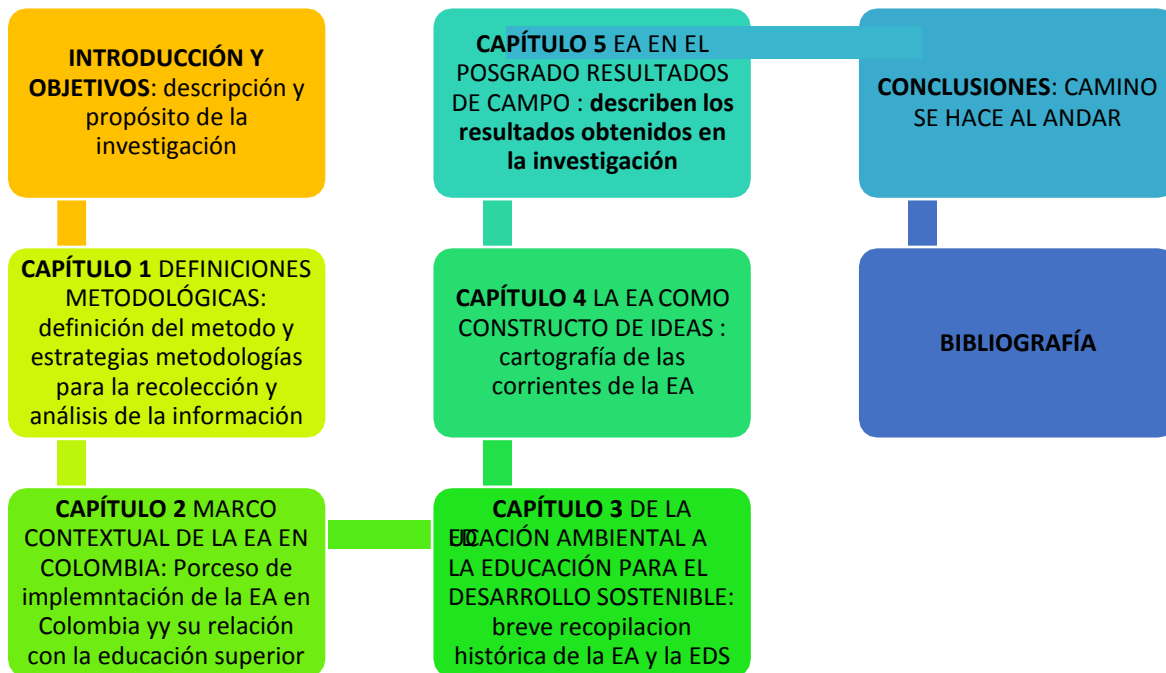 INTRODUCCIÓN Y
OBJETIVOS: descripción y
propósito de la
investigación
CAPÍTULO 1 DEFINICIONES
METODOLÓGICAS:
definición del metodo y
estrategias metodologías
para la recolección y
análisis de la información
CAPÍTULO 2 MARCO
CONTEXTUAL DE LA EA EN
COLOMBIA: Porceso de
implemntación de la EA en
Colombia yy su relación
con la educación superior
CAPÍTULO 3 DE LA
EDUCACIÓN AMBIENTAL A
LA EDUCACIÓN PARA EL
DESARROLLO SOSTENIBLE:
breve recopilacion
histórica de la EA y la EDS
CAPÍTULO 4 LA EA COMO
CONSTRUCTO DE IDEAS :
cartografía de las
corrientes de la EA
CAPÍTULO 5 EA EN EL
POSGRADO RESULTADOS
DE CAMPO : describen los
resultados obtenidos en
la investigación
CONCLUSIONES: CAMINO
SE HACE AL ANDAR
BIBLIOGRAFÍA